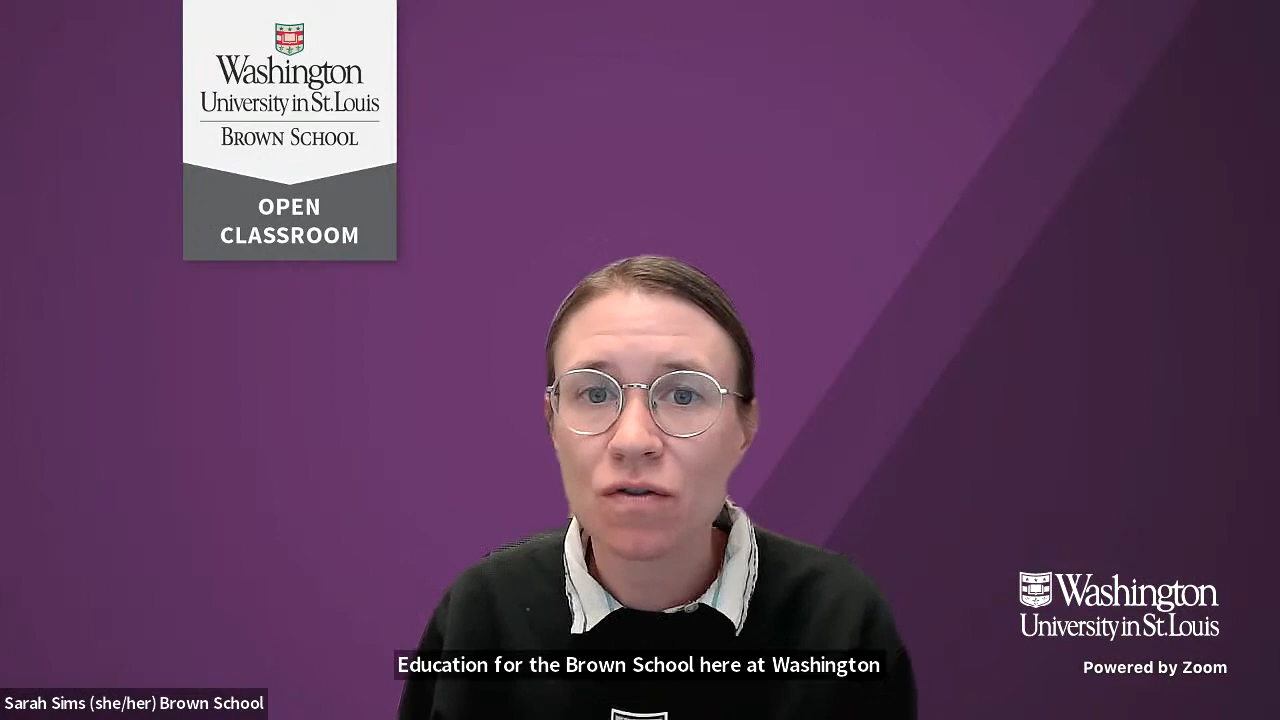 Washington
University in St. Louis
BROWN SCHOOL
OPEN
CLASSROOM
Washington
University in St. Louis
Powered by Zoom
Education for the Brown School here at Washington
Sarah Sims (she/her) Brown School